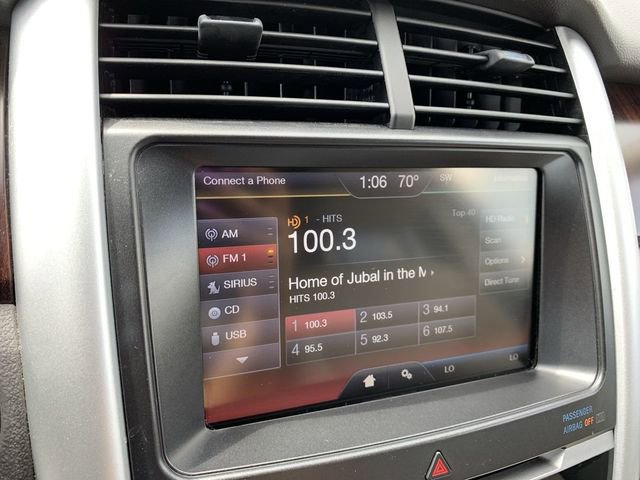 Connect a Phone 1:06 70° SW Information
HD 1 - HITS Top 40
100.3
Home of Jubal in the M
HITS 100.3
AM
FM 1
SIRIUS
CD
USB
1 100.3 2 103.5 3 94.1
4 95.5 5 92.3 6 107.5
HD Radio
Scan
Options
Direct Tune
LO LO
PASSENGER
AIRBAG OFF